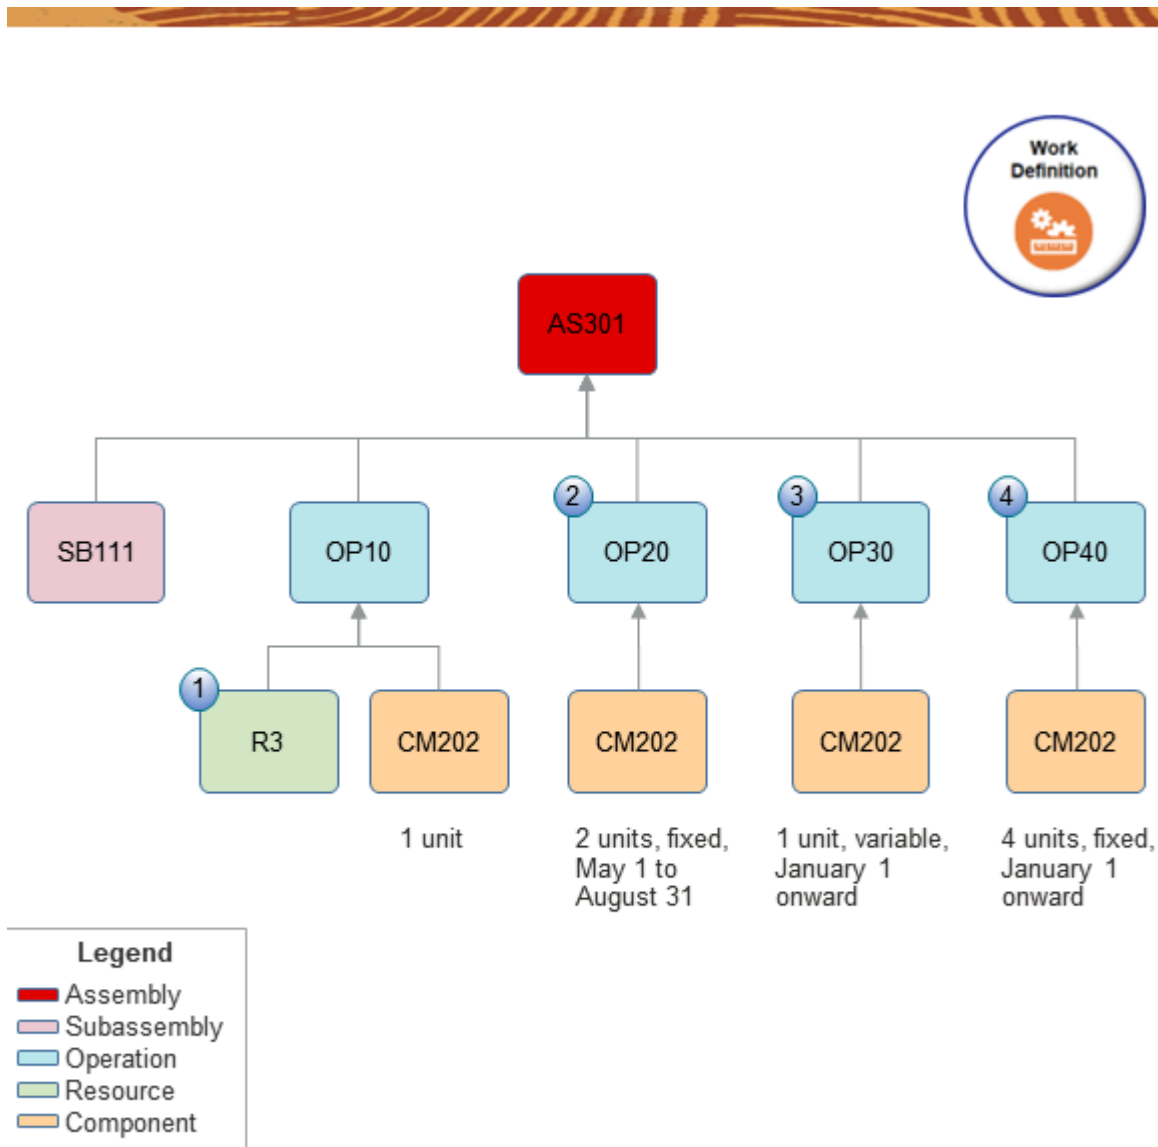 Work
Definition
AS301
2
3
4
SB111
OP10
OP20
OP30
OP40
1
R3
CM202
CM202
CM202
CM202
1 unit
2 units, fixed,
May 1 to
August 31
1 unit, variable,
January 1
onward
4 units, fixed,
January 1
onward
Legend
Assembly
Subassembly
Operation
Resource
Component